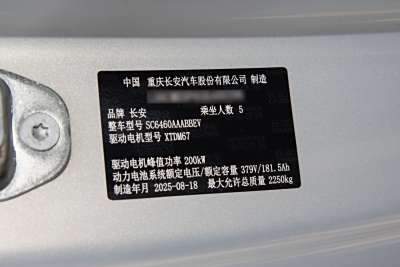 中国 重庆长安汽车股份有限公司 制造
品牌 长安 乘坐人数 5
整车型号 SC6460AAABBEV
驱动电机型号 XTDM67
驱动电机峰值功率 200kW
动力电池系统额定电压/额定容量 379V/181.5Ah
制造年月 2025-08-18 最大允许总质量 2250kg